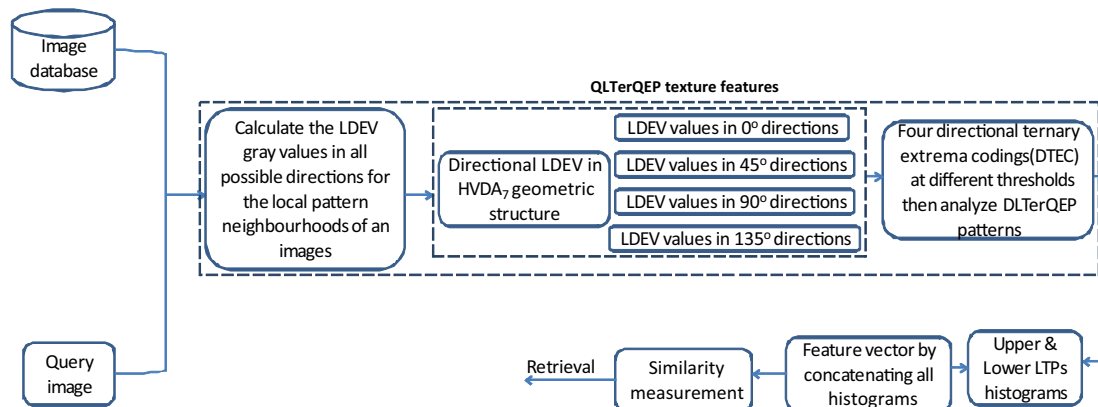 Image
database
QLTerQEP texture features
Calculate the LDEV
gray values in all
possible directions for
the local pattern
neighbourhoods of an
images
Directional LDEV in
HVDA₇ geometric
structure
LDEV values in 0° directions
LDEV values in 45° directions
LDEV values in 90° directions
LDEV values in 135° directions
Four directional ternary
extrema codings(DTEC)
at different thresholds
then analyze DLTerQEP
patterns
Query
image
Retrieval
Similarity
measurement
Feature vector by
concatenating all
histograms
Upper &
Lower LTPs
histograms